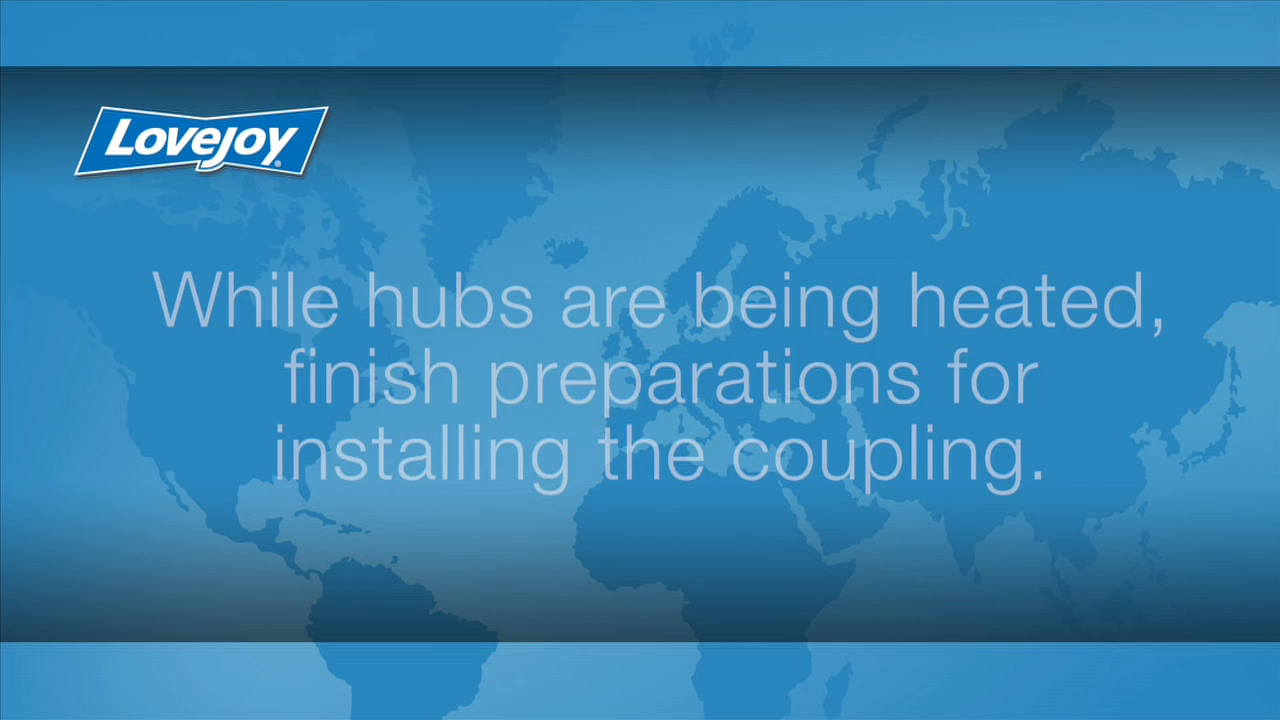 Lovejoy®
While hubs are being heated,
finish preparations for
installing the coupling.